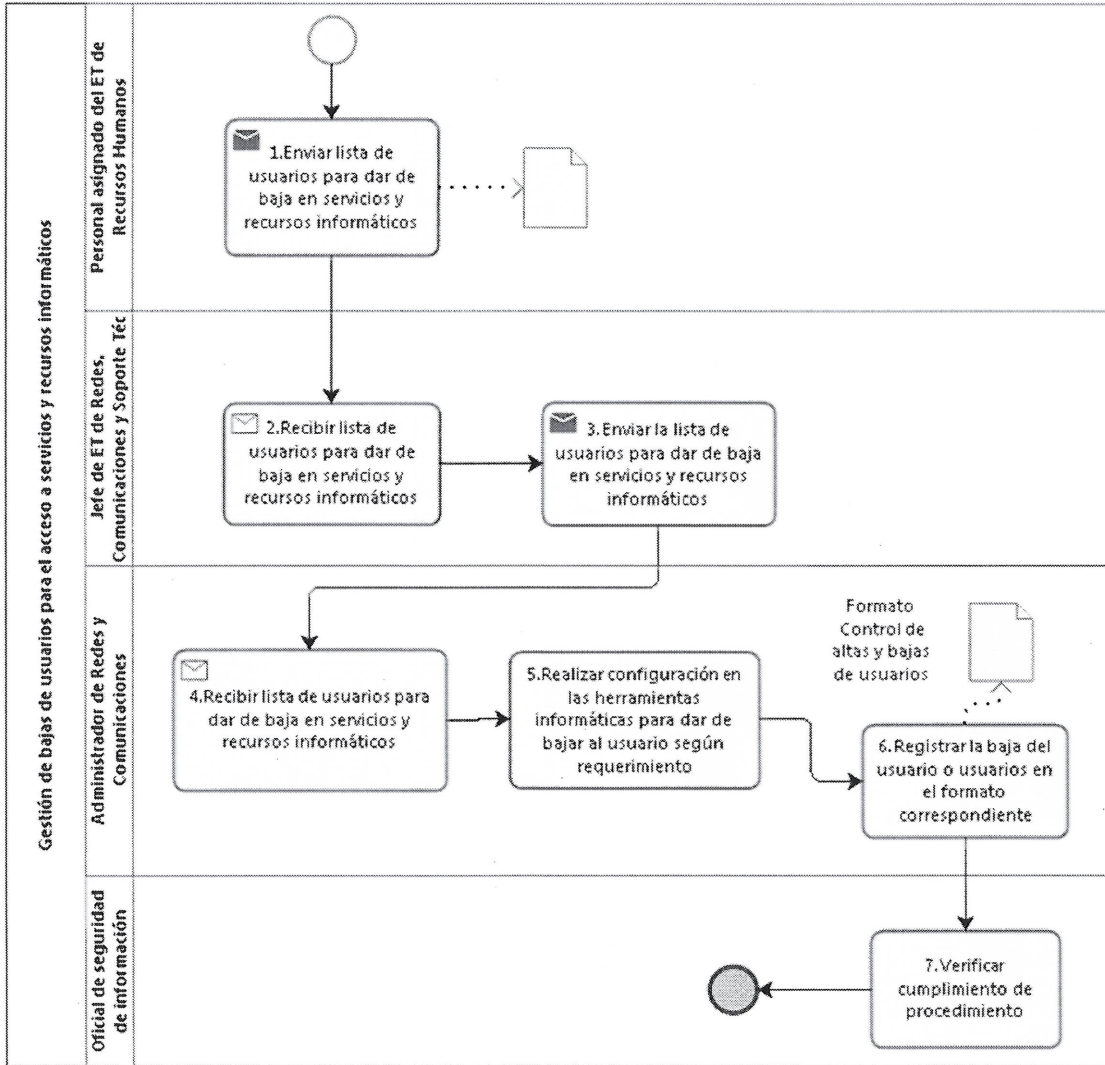 Gestión de bajas de usuarios para el acceso a servicios y recursos informáticos
Personal asignado del ET de
Recursos Humanos
1.Enviar lista de
usuarios para dar de
baja en servicios y
recursos informáticos
Jefe de ET de Redes,
Comunicaciones y Soporte Téc
2.Recibir lista de
usuarios para dar de
baja en servicios y
recursos informáticos
3.Enviar la lista de
usuarios para dar de baja
en servicios y recursos
informáticos
Administrador de Redes y
Comunicaciones
4.Recibir lista de usuarios para
dar de baja en servicios y
recursos informáticos
5.Realizar configuración en
las herramientas
informáticas para dar de
bajar al usuario según
requerimiento
Formato
Control de
altas y bajas
de usuarios
6.Registrar la baja del
usuario o usuarios en
el formato
correspondiente
Oficial de seguridad
de información
7.Verificar
cumplimiento de
procedimiento